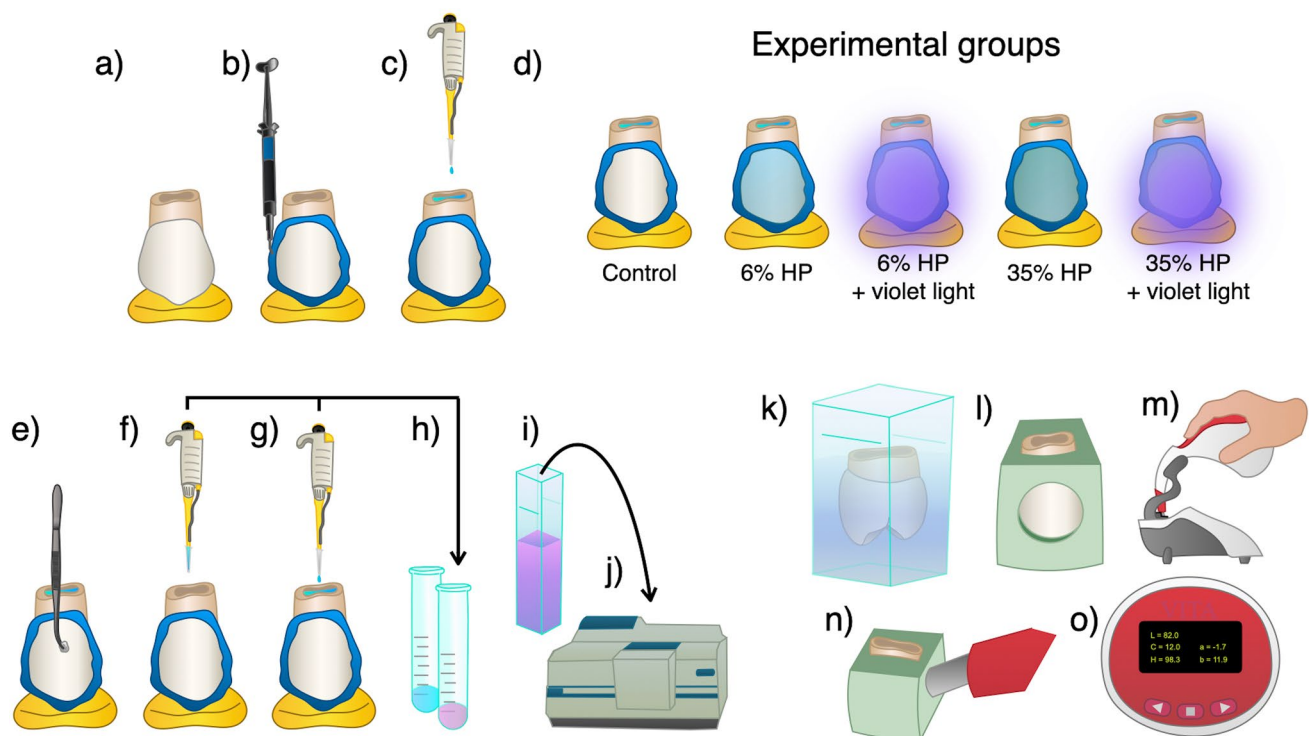 Experimental groups
a)
b)
c)
d)
Control
6% HP
6% HP
+ violet light
35% HP
35% HP
+ violet light
e)
f)
g)
h)
i)
j)
k)
l)
m)
n)
o)
L = 82.0
C = 12.0 a = -1.7
H = 98.3 b = 11.9